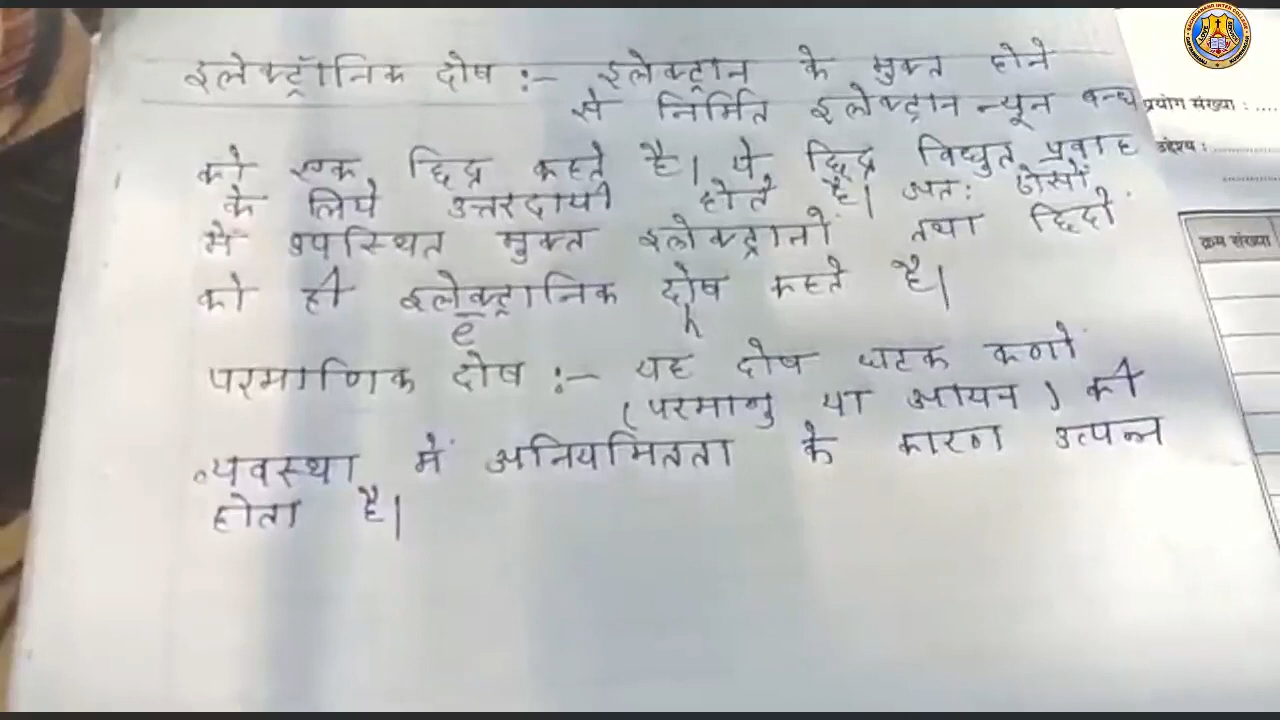 इलेक्ट्रॉनिक दोष :- इलेक्ट्रान के मुक्त होने
से निर्मित इलेक्ट्रान न्यून बन्ध
को एक छिद्र कहते है। ये छिद्र विद्युत प्रवाह
के लिये उत्तरदायी होते है। अतः ठोसों
में उपस्थित मुक्त इलेक्ट्रानों तथा छिद्रों
को ही इलेक्ट्रानिक दोष कहते है।
e h
परमाणिक दोष :- यह दोष घटक कणों
(परमानु या आयन) की
व्यवस्था में अनियमितता के कारण उत्पन्न
होता है।
प्रयोग संख्या : ....
उद्देश्य : ....
क्रम संख्या